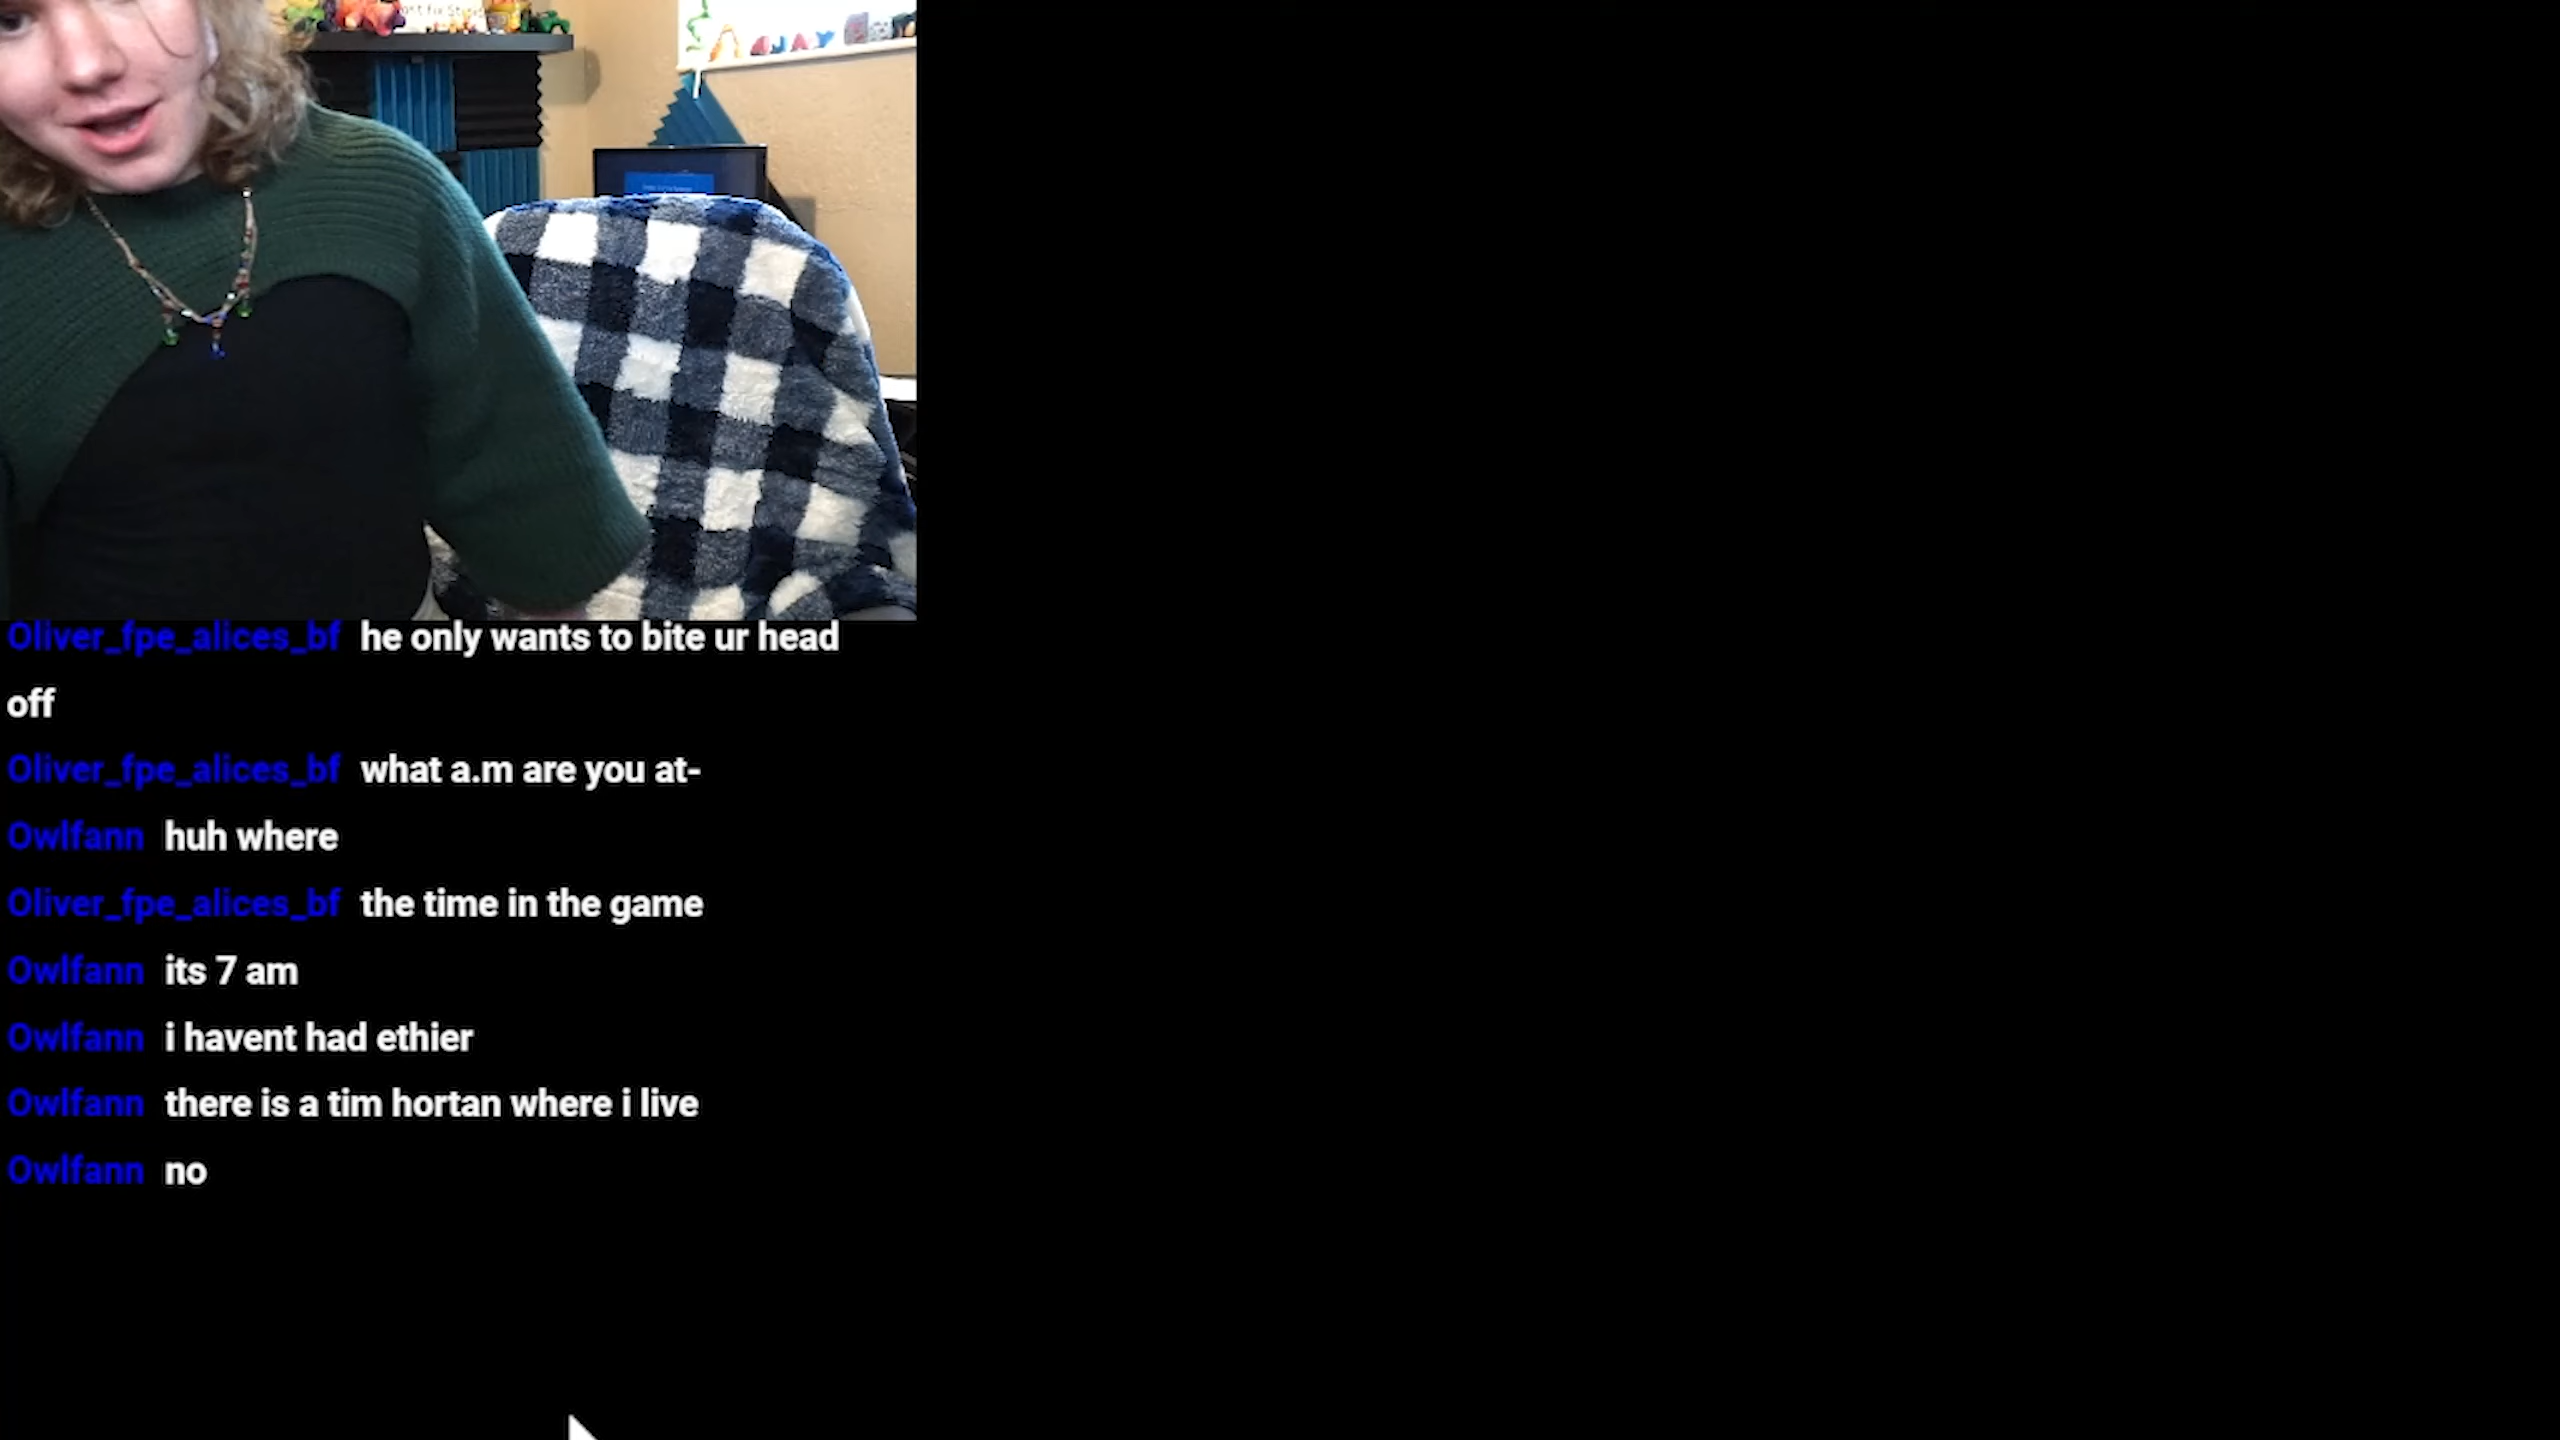 Oliver_fpe_alices_bf he only wants to bite ur head
off
Oliver_fpe_alices_bf what a.m are you at-
Owlfann huh where
Oliver_fpe_alices_bf the time in the game
Owlfann its 7 am
Owlfann i havent had ethier
Owlfann there is a tim hortan where i live
Owlfann no